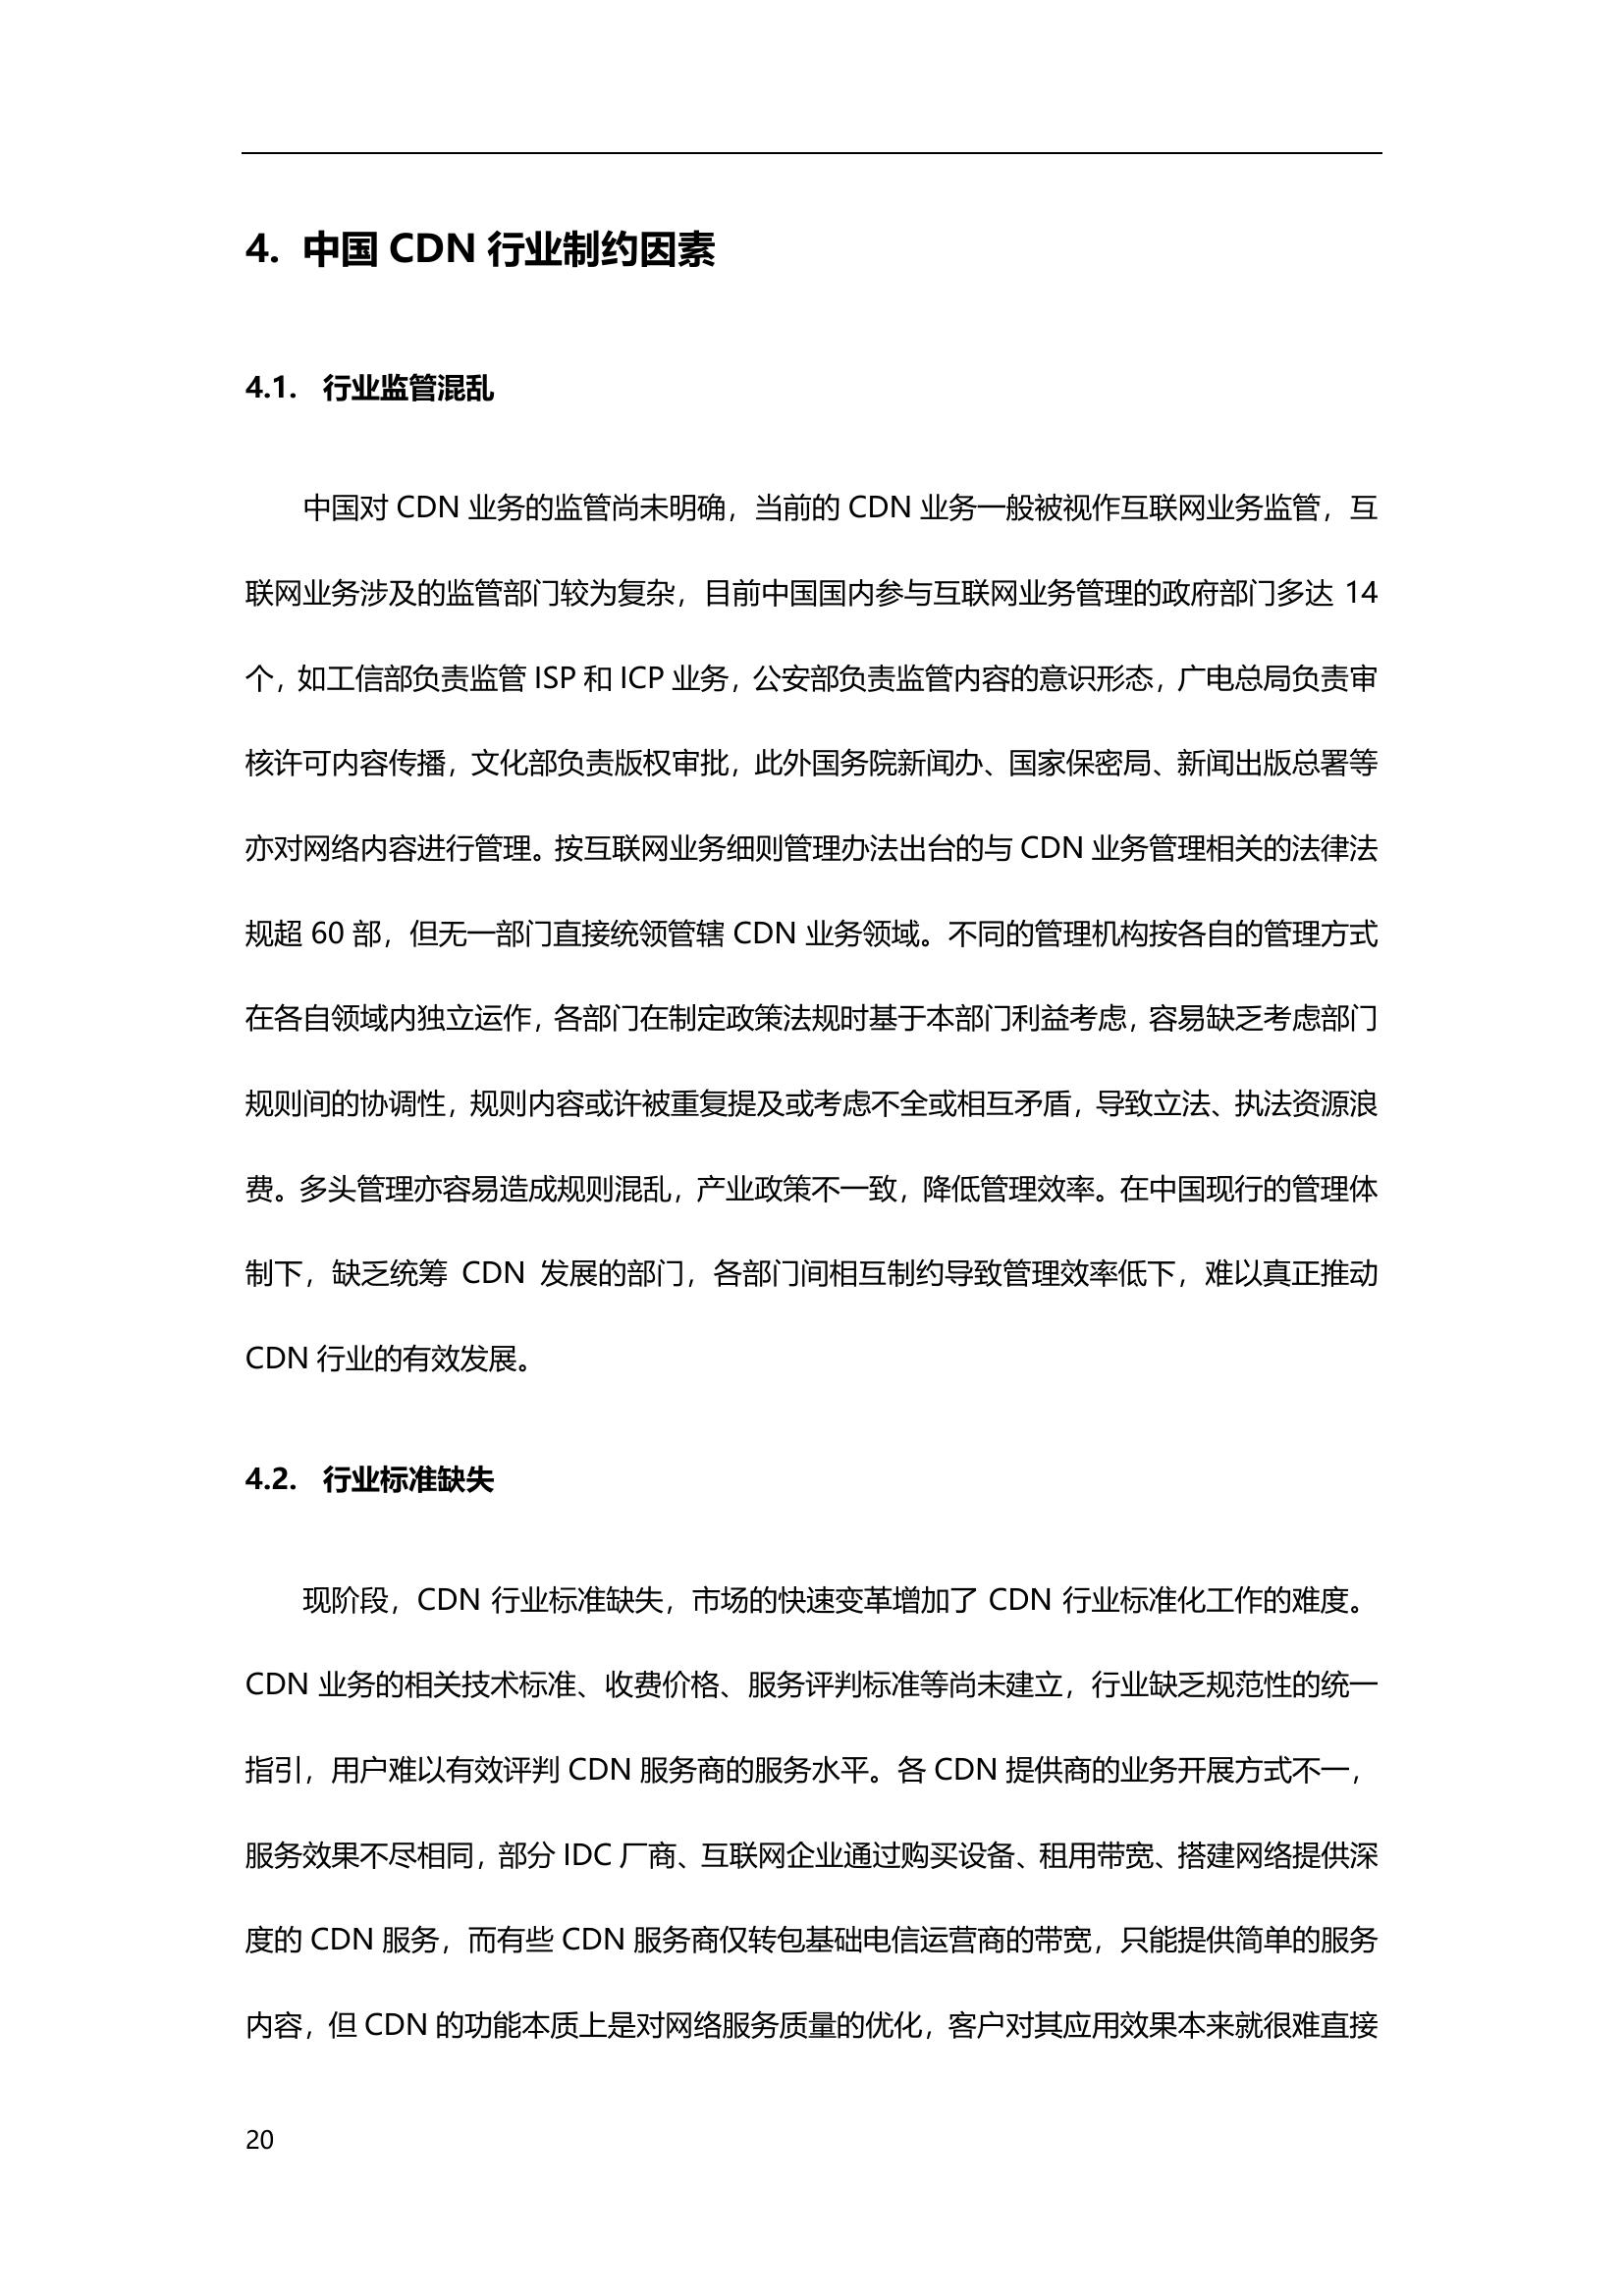 4. 中国 CDN 行业制约因素
4.1. 行业监管混乱
中国对 CDN 业务的监管尚未明确，当前的 CDN 业务一般被视作互联网业务监管，互
联网业务涉及的监管部门较为复杂，目前中国国内参与互联网业务管理的政府部门多达 14
个，如工信部负责监管 ISP 和 ICP 业务，公安部负责监管内容的意识形态，广电总局负责审
核许可内容传播，文化部负责版权审批，此外国务院新闻办、国家保密局、新闻出版总署等
亦对网络内容进行管理。按互联网业务细则管理办法出台的与 CDN 业务管理相关的法律法
规超 60 部，但无一部门直接统领管辖 CDN 业务领域。不同的管理机构按各自的管理方式
在各自领域内独立运作，各部门在制定政策法规时基于本部门利益考虑，容易缺乏考虑部门
规则间的协调性，规则内容或许被重复提及或考虑不全或相互矛盾，导致立法、执法资源浪
费。多头管理亦容易造成规则混乱，产业政策不一致，降低管理效率。在中国现行的管理体
制下，缺乏统筹 CDN 发展的部门，各部门间相互制约导致管理效率低下，难以真正推动
CDN 行业的有效发展。
4.2. 行业标准缺失
现阶段，CDN 行业标准缺失，市场的快速变革增加了 CDN 行业标准化工作的难度。
CDN 业务的相关技术标准、收费价格、服务评判标准等尚未建立，行业缺乏规范性的统一
指引，用户难以有效评判 CDN 服务商的服务水平。各 CDN 提供商的业务开展方式不一，
服务效果不尽相同，部分 IDC 厂商、互联网企业通过购买设备、租用带宽、搭建网络提供深
度的 CDN 服务，而有些 CDN 服务商仅转包基础电信运营商的带宽，只能提供简单的服务
内容，但 CDN 的功能本质上是对网络服务质量的优化，客户对其应用效果本来就很难直接
20